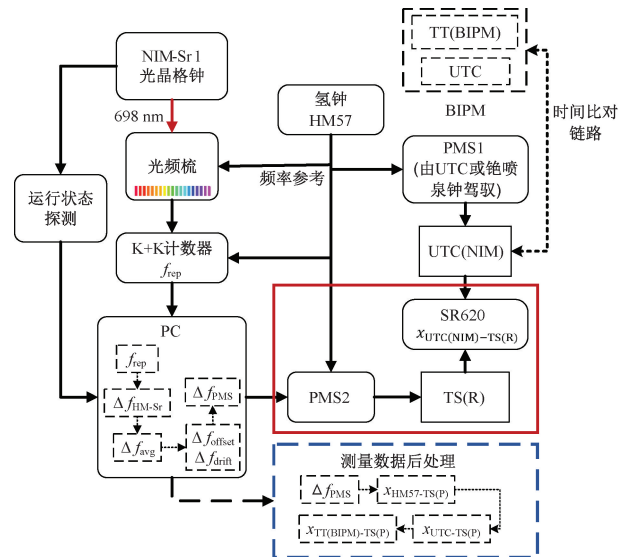 NIM-Sr 1
光晶格钟
698 nm
光频梳
运行状态
探测
K+K计数器
f_rep
氢钟
HM57
频率参考
TT(BIPM)
UTC
BIPM
时间比对
链路
PMS1
(由UTC或铯喷
泉钟驾驭)
UTC(NIM)
SR620
x_UTC(NIM)−TS(R)
PMS2
TS(R)
PC
f_rep
Δf_HM-Sr
Δf_avg
Δf_PMS
Δf_offset
Δf_drift
测量数据后处理
Δf_PMS
x_HM57-TS(P)
x_TT(BIPM)-TS(P)
x_UTC-TS(P)